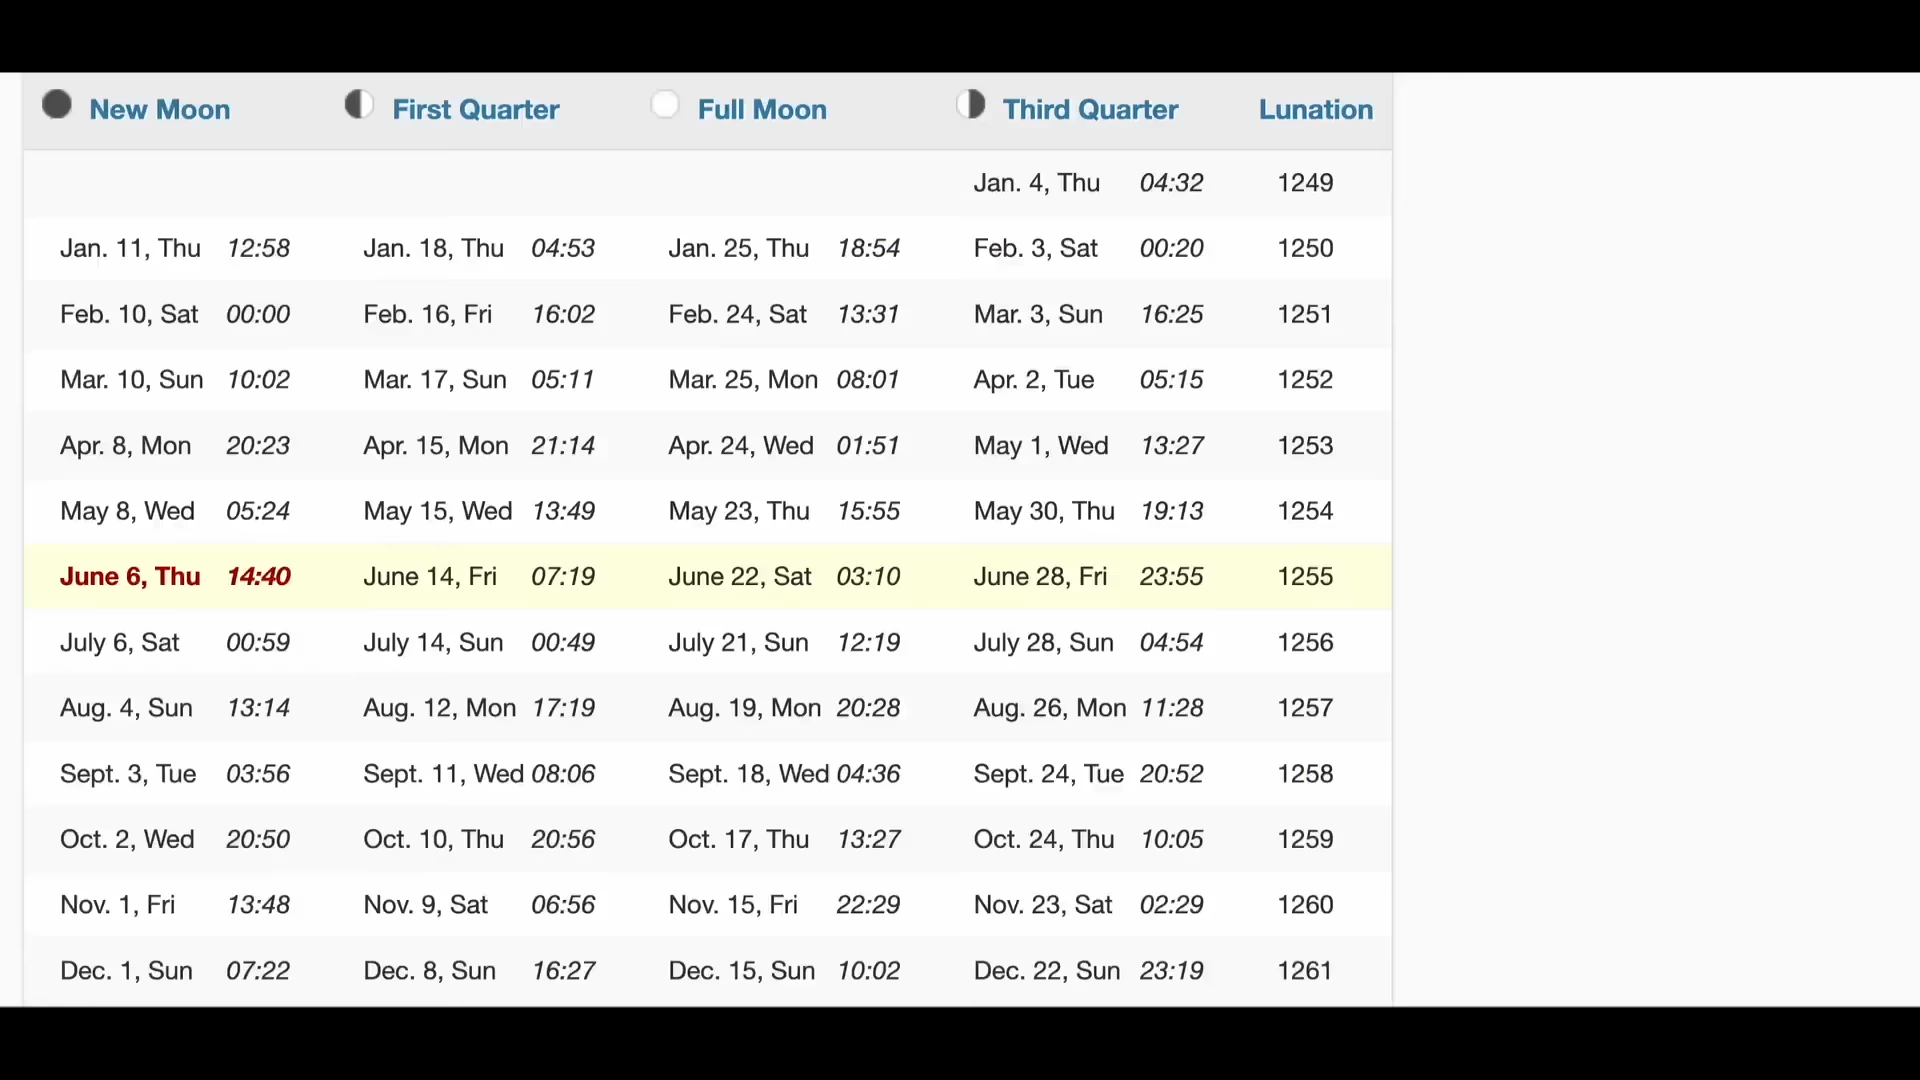 New Moon First Quarter Full Moon Third Quarter Lunation
Jan. 4, Thu 04:32 1249
Jan. 11, Thu 12:58 Jan. 18, Thu 04:53 Jan. 25, Thu 18:54 Feb. 3, Sat 00:20 1250
Feb. 10, Sat 00:00 Feb. 16, Fri 16:02 Feb. 24, Sat 13:31 Mar. 3, Sun 16:25 1251
Mar. 10, Sun 10:02 Mar. 17, Sun 05:11 Mar. 25, Mon 08:01 Apr. 2, Tue 05:15 1252
Apr. 8, Mon 20:23 Apr. 15, Mon 21:14 Apr. 24, Wed 01:51 May 1, Wed 13:27 1253
May 8, Wed 05:24 May 15, Wed 13:49 May 23, Thu 15:55 May 30, Thu 19:13 1254
June 6, Thu 14:40 June 14, Fri 07:19 June 22, Sat 03:10 June 28, Fri 23:55 1255
July 6, Sat 00:59 July 14, Sun 00:49 July 21, Sun 12:19 July 28, Sun 04:54 1256
Aug. 4, Sun 13:14 Aug. 12, Mon 17:19 Aug. 19, Mon 20:28 Aug. 26, Mon 11:28 1257
Sept. 3, Tue 03:56 Sept. 11, Wed 08:06 Sept. 18, Wed 04:36 Sept. 24, Tue 20:52 1258
Oct. 2, Wed 20:50 Oct. 10, Thu 20:56 Oct. 17, Thu 13:27 Oct. 24, Thu 10:05 1259
Nov. 1, Fri 13:48 Nov. 9, Sat 06:56 Nov. 15, Fri 22:29 Nov. 23, Sat 02:29 1260
Dec. 1, Sun 07:22 Dec. 8, Sun 16:27 Dec. 15, Sun 10:02 Dec. 22, Sun 23:19 1261